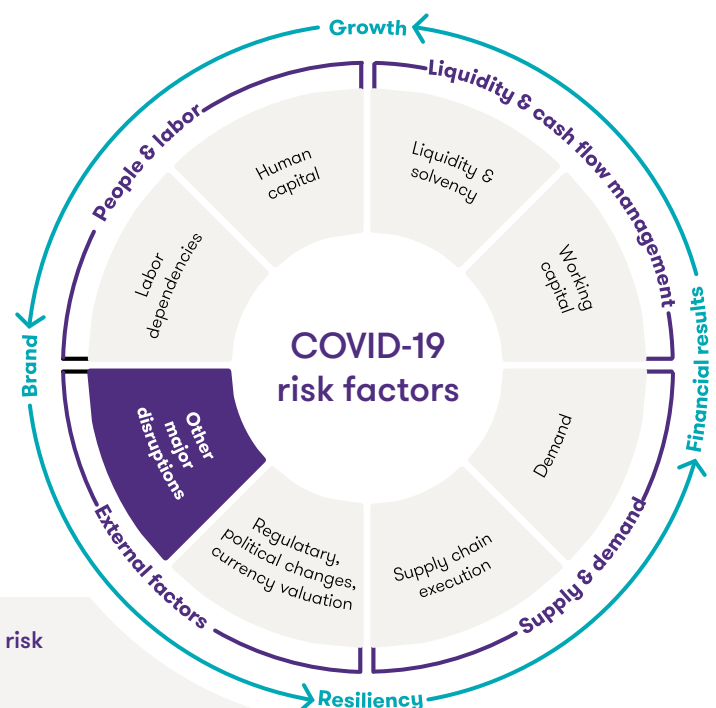 Growth
People & labor
Liquidity & cash flow management
Human
capital
Liquidity &
solvency
Labor
dependencies
Working
capital
Brand
COVID-19
risk factors
Financial results
Other
major
disruptions
Demand
Regulatary,
political changes,
currency valuation
Supply chain
execution
External factors
Supply & demand
risk
Resiliency